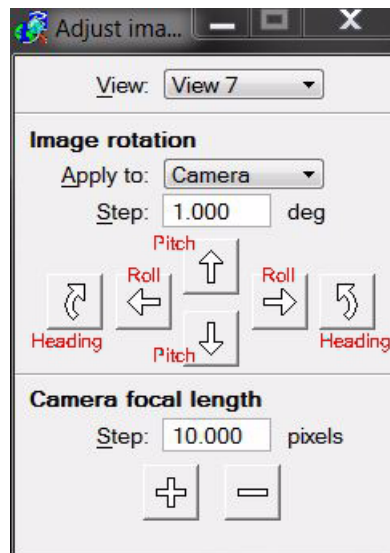 Adjust ima...
View: View 7
Image rotation
Apply to: Camera
Step: 1.000 deg
Pitch
Roll Roll
Heading Pitch Heading
Camera focal length
Step: 10.000 pixels